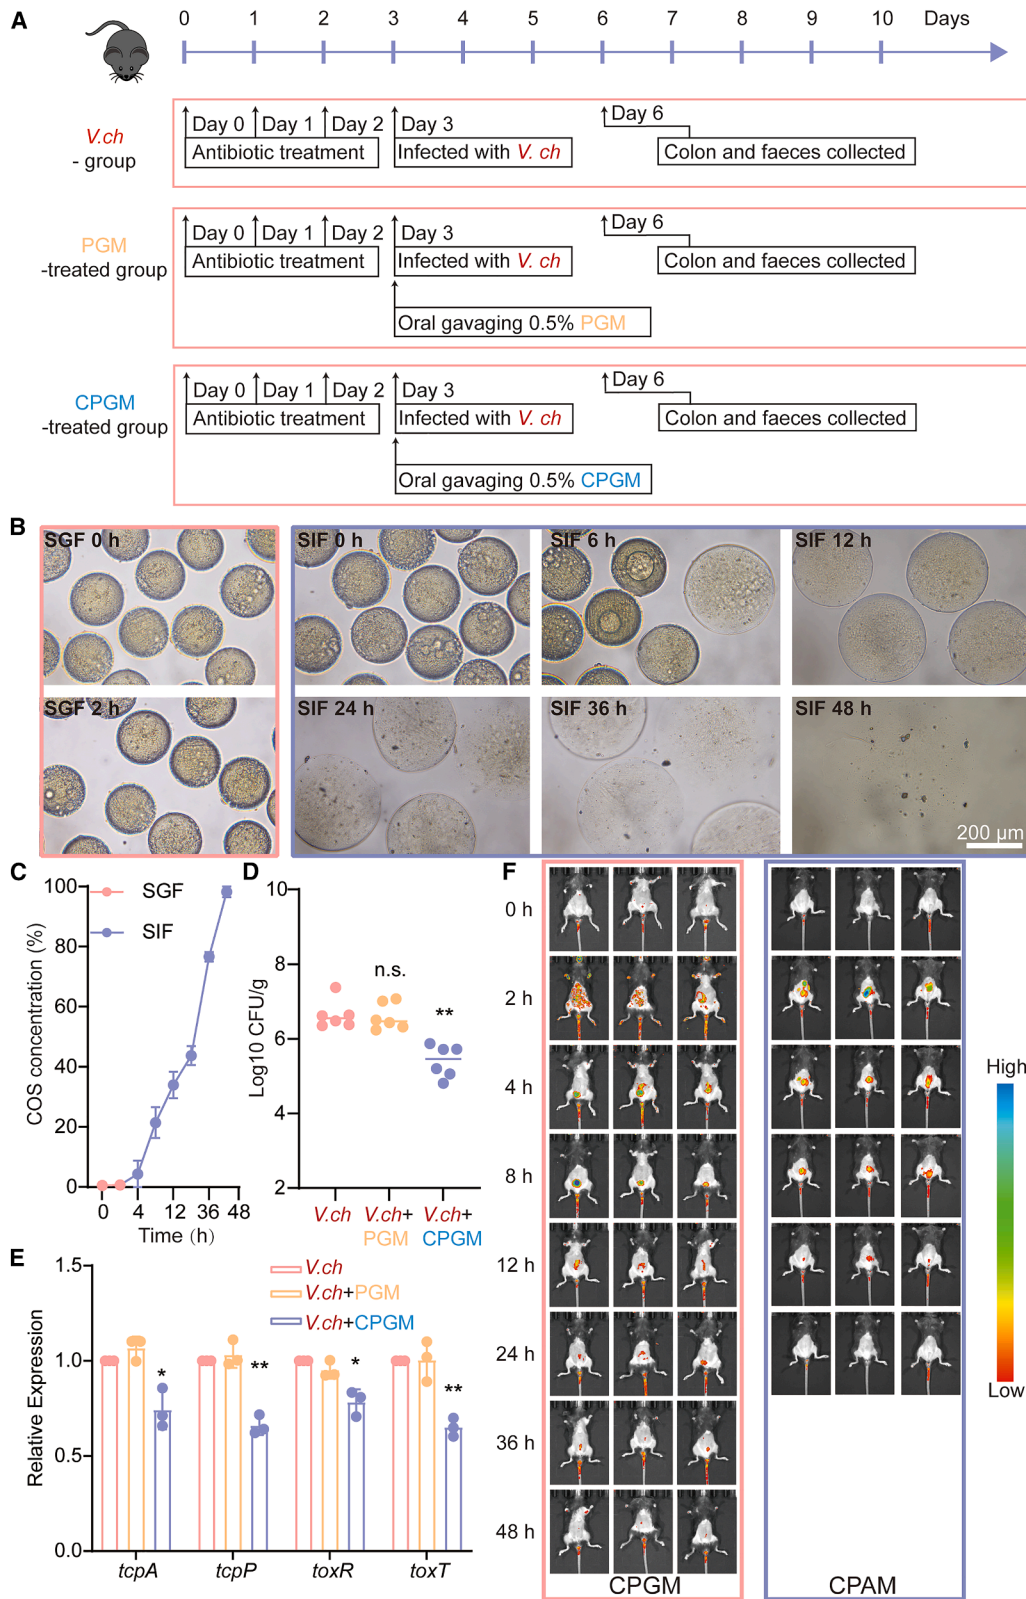 A
0 1 2 3 4 5 6 7 8 9 10 Days
V.ch
- group
Day 0 Day 1 Day 2 Day 3 Day 6
Antibiotic treatment Infected with V. ch Colon and faeces collected
PGM
-treated group
Day 0 Day 1 Day 2 Day 3 Day 6
Antibiotic treatment Infected with V. ch Colon and faeces collected
Oral gavaging 0.5% PGM
CPGM
-treated group
Day 0 Day 1 Day 2 Day 3 Day 6
Antibiotic treatment Infected with V. ch Colon and faeces collected
Oral gavaging 0.5% CPGM
B
SGF 0 h SIF 0 h SIF 6 h SIF 12 h
SGF 2 h SIF 24 h SIF 36 h SIF 48 h
200 µm
C
100
80
60
40
20
0
COS concentration (%)
SGF
SIF
0 4 12 36 48
Time (h)
D
10
8
6
4
2
Log10 CFU/g
n.s.
**
V.ch V.ch+ V.ch+
PGM CPGM
E
1.5
1.0
0.5
0.0
Relative Expression
V.ch
V.ch+PGM
V.ch+CPGM
* ** * **
tcpA tcpP toxR toxT
F
0 h
2 h
4 h
8 h
12 h
24 h
36 h
48 h
CPGM CPAM
High
Low